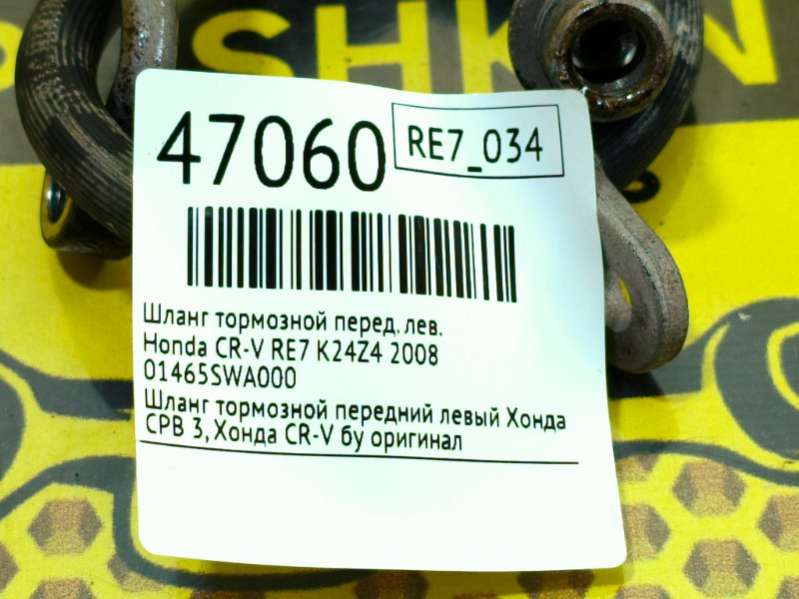 47060
RE7_034
Шланг тормозной перед. лев.
Honda CR-V RE7 K24Z4 2008
01465SWA000
Шланг тормозной передний левый Хонда
СРВ 3, Хонда CR-V бу оригинал